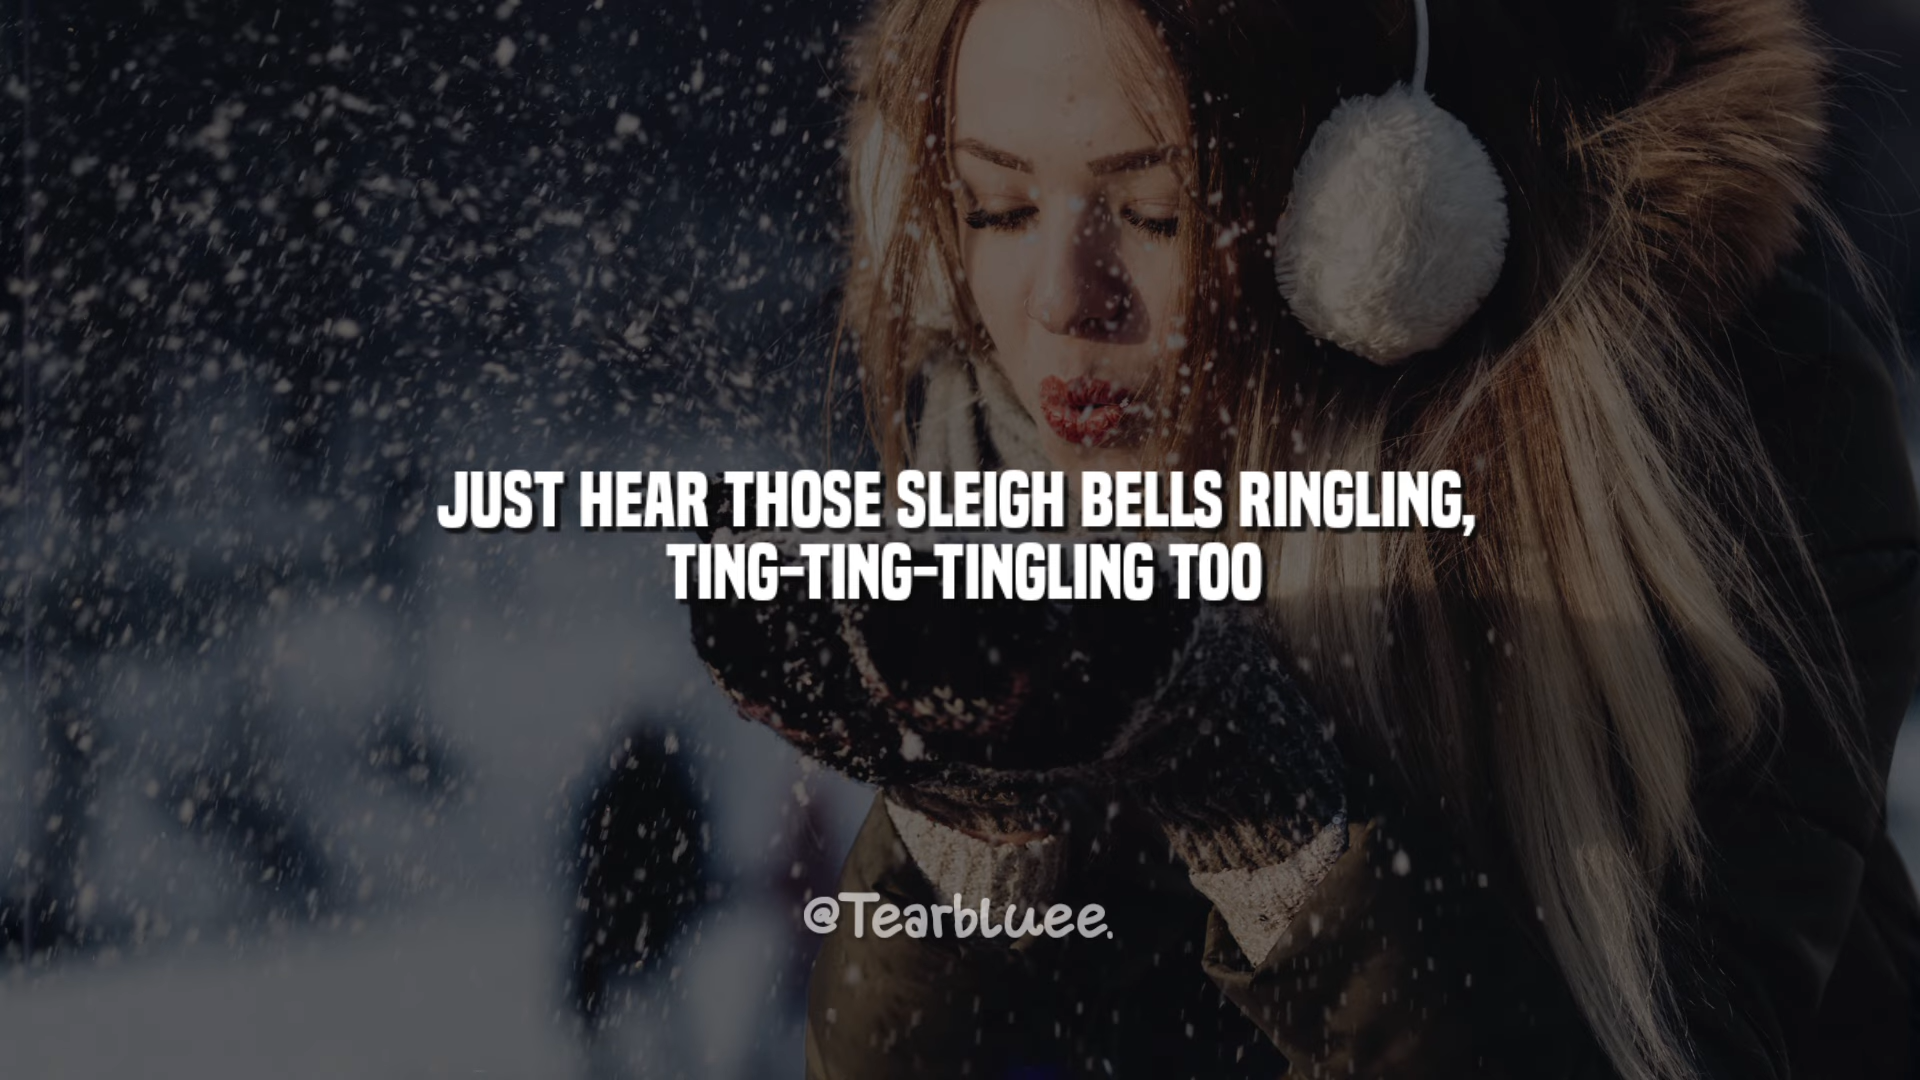 JUST HEAR THOSE SLEIGH BELLS RINGLING,
TING-TING-TINGLING TOO
@Tearbluee.